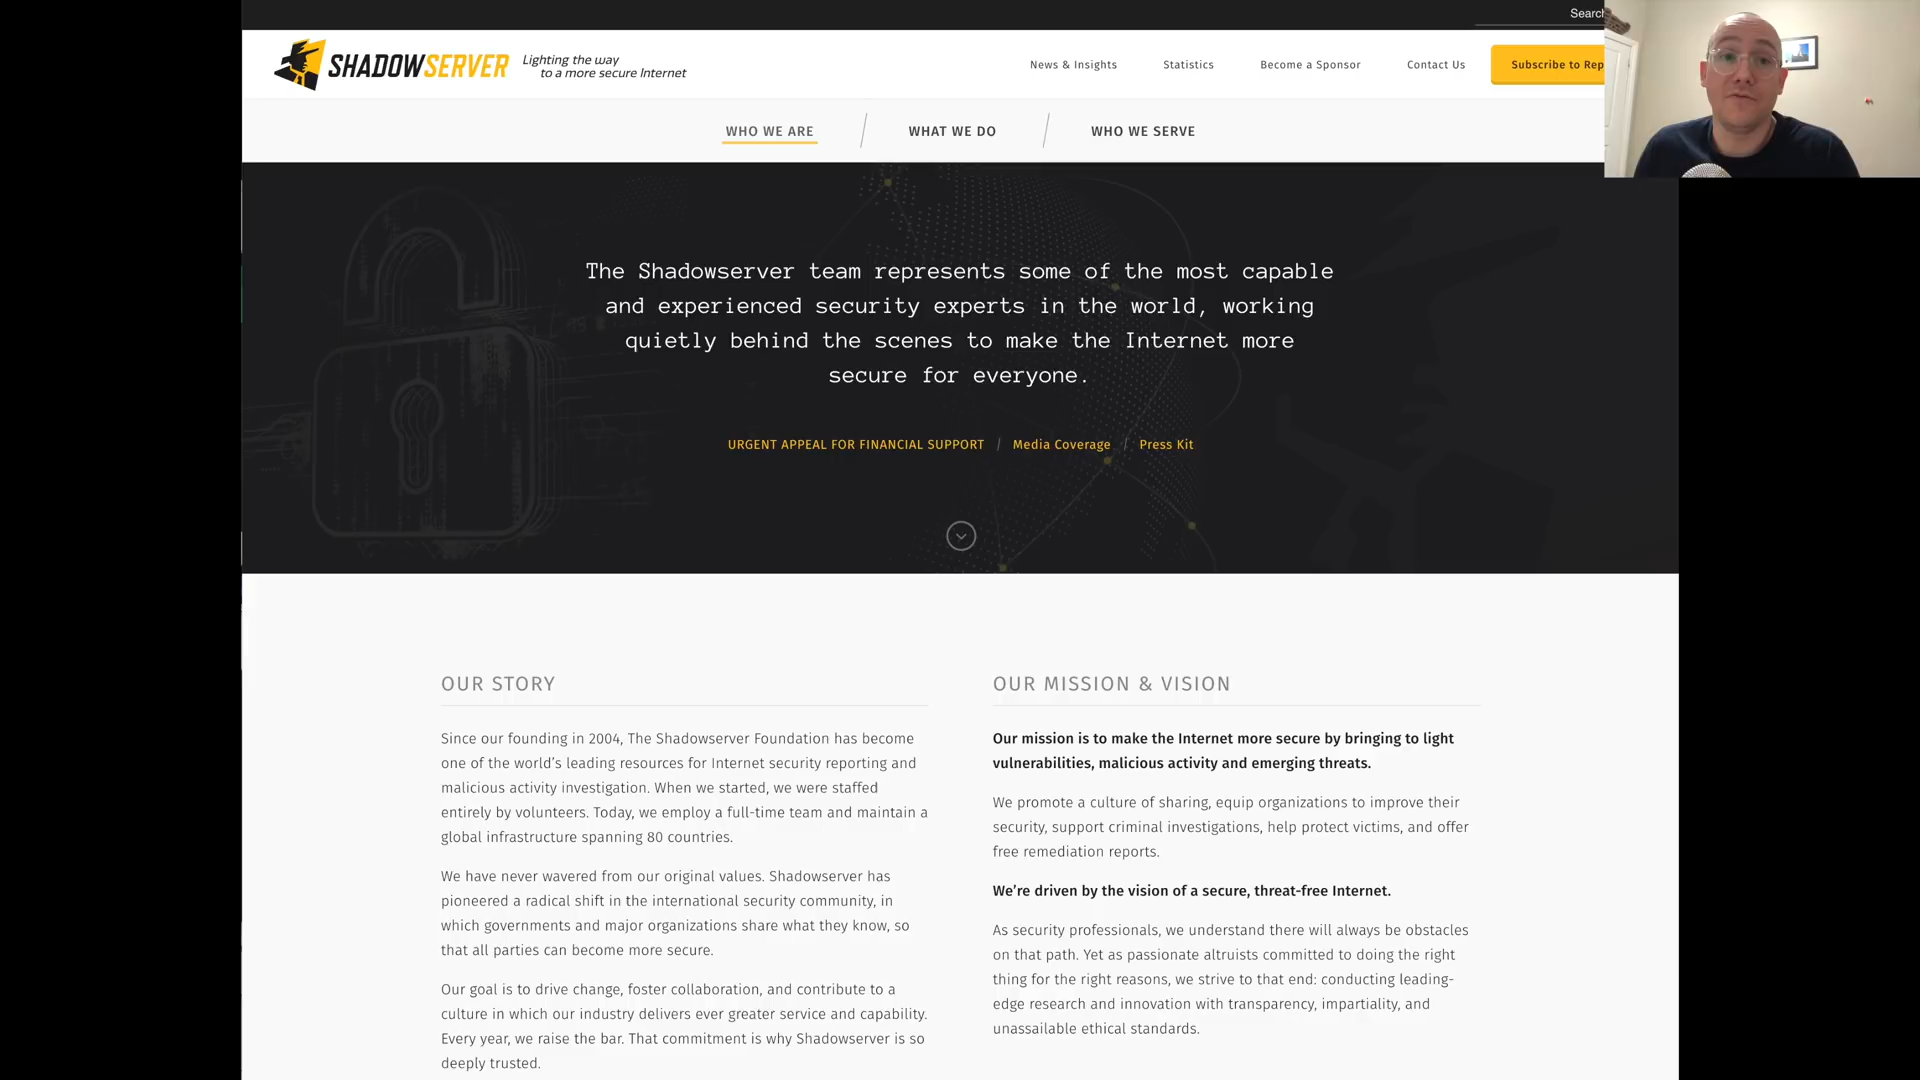 Search
SHADOWSERVER
Lighting the way
to a more secure Internet
News & Insights
Statistics
Become a Sponsor
Contact Us
Subscribe to Rep
WHO WE ARE
WHAT WE DO
WHO WE SERVE
The Shadowserver team represents some of the most capable
and experienced security experts in the world, working
quietly behind the scenes to make the Internet more
secure for everyone.
URGENT APPEAL FOR FINANCIAL SUPPORT / Media Coverage / Press Kit
OUR STORY
Since our founding in 2004, The Shadowserver Foundation has become
one of the world’s leading resources for Internet security reporting and
malicious activity investigation. When we started, we were staffed
entirely by volunteers. Today, we employ a full-time team and maintain a
global infrastructure spanning 80 countries.
We have never wavered from our original values. Shadowserver has
pioneered a radical shift in the international security community, in
which governments and major organizations share what they know, so
that all parties can become more secure.
Our goal is to drive change, foster collaboration, and contribute to a
culture in which our industry delivers ever greater service and capability.
Every year, we raise the bar. That commitment is why Shadowserver is so
deeply trusted.
OUR MISSION & VISION
Our mission is to make the Internet more secure by bringing to light
vulnerabilities, malicious activity and emerging threats.
We promote a culture of sharing, equip organizations to improve their
security, support criminal investigations, help protect victims, and offer
free remediation reports.
We’re driven by the vision of a secure, threat-free Internet.
As security professionals, we understand there will always be obstacles
on that path. Yet as passionate altruists committed to doing the right
thing for the right reasons, we strive to that end: conducting leading-
edge research and innovation with transparency, impartiality, and
unassailable ethical standards.